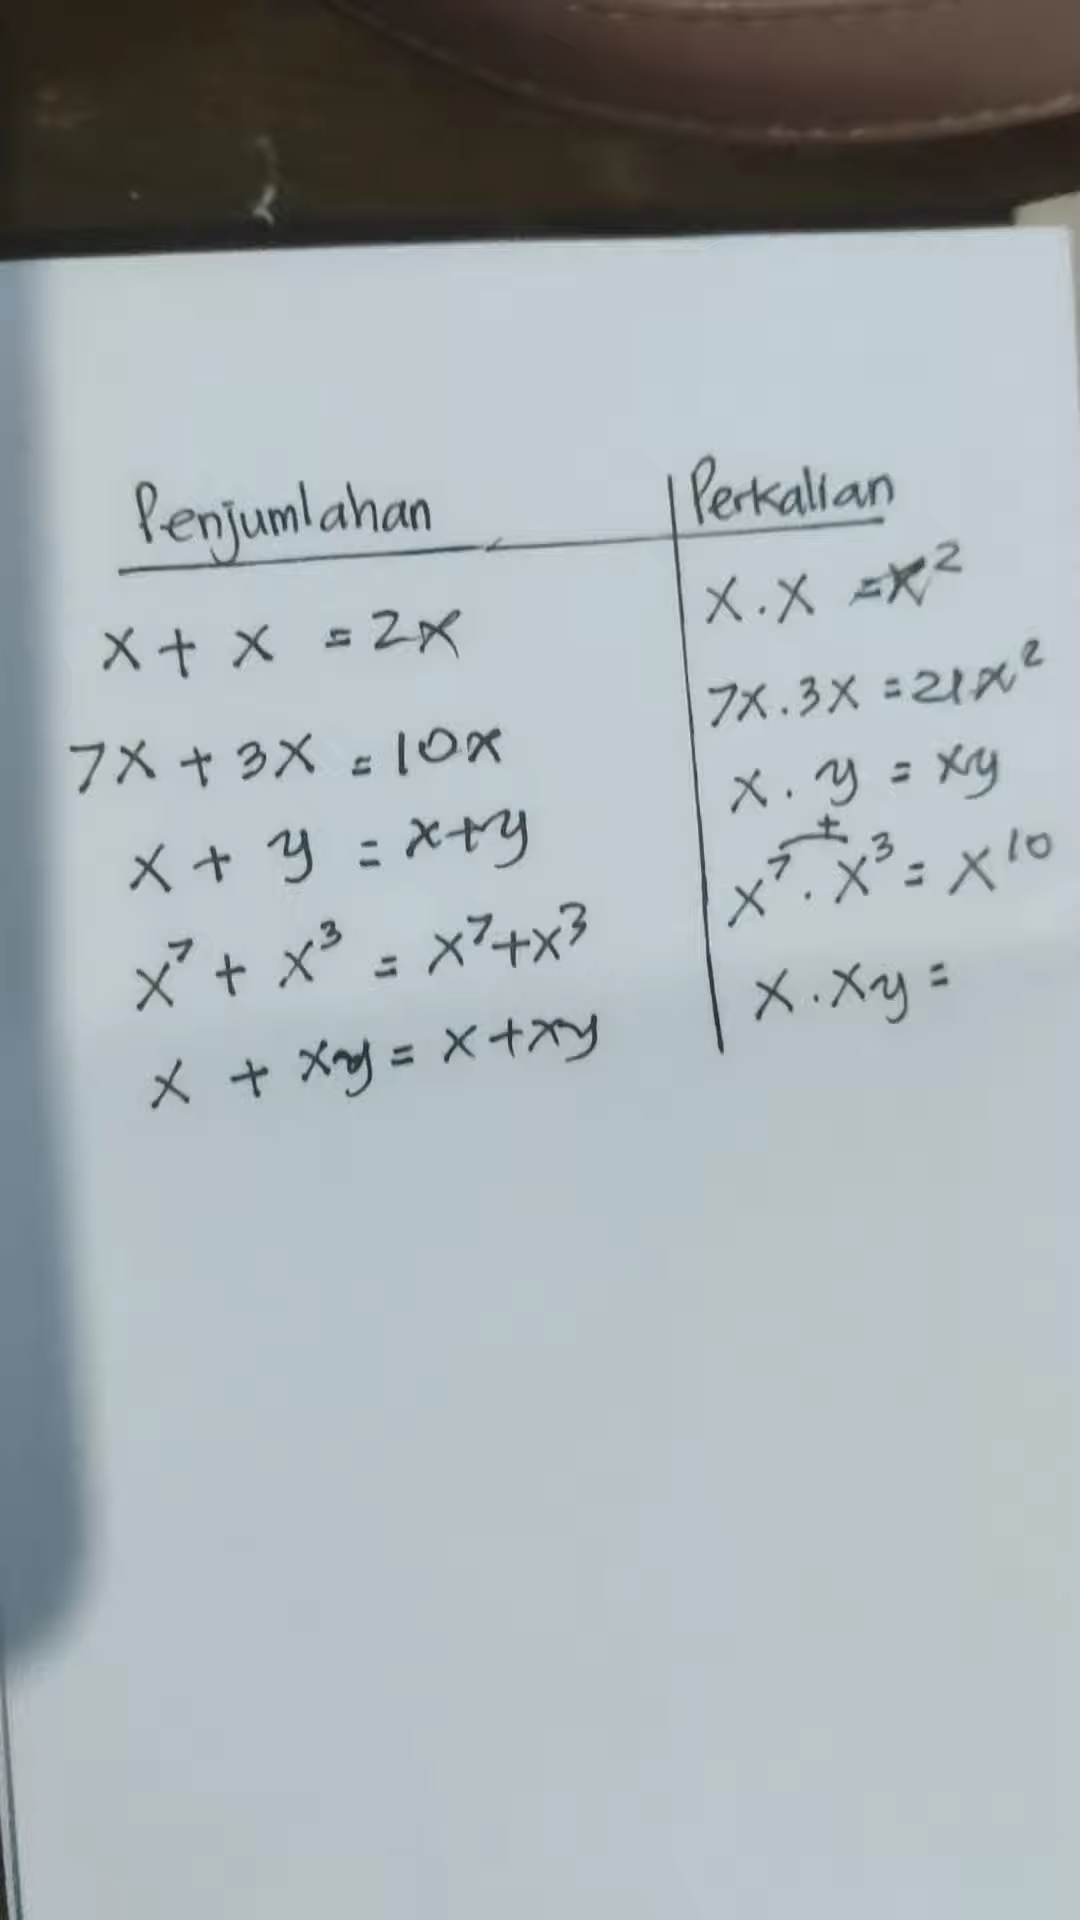 Penjumlahan
x + x = 2x
7x + 3x = 10x
x + y = x+y
x⁷ + x³ = x⁷+x³
x + xy = x+xy
Perkalian
x . x = x²
7x . 3x = 21x²
x . y = xy
+
x⁷ . x³ = x¹⁰
x . xy =